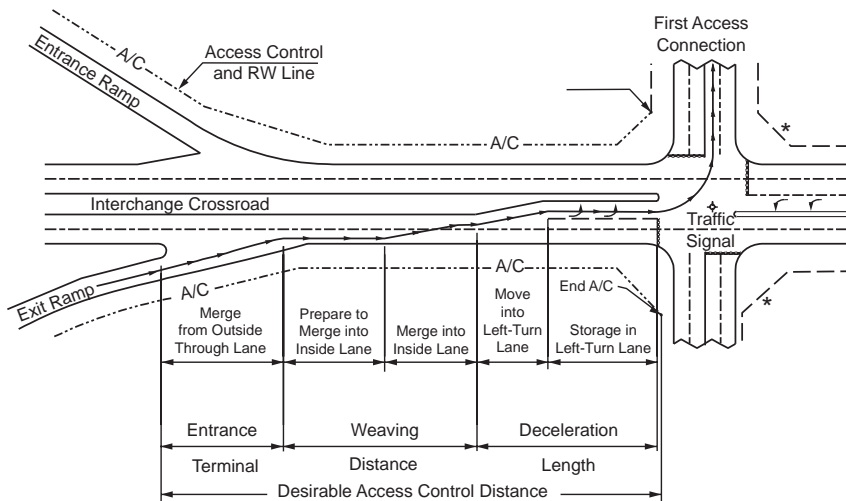 First Access
Connection
A/C
Access Control
and RW Line
Entrance Ramp
A/C
*
Interchange Crossroad
Traffic
Signal
Exit Ramp
A/C
A/C
End A/C
*
Merge
from Outside
Through Lane
Prepare to
Merge into
Inside Lane
Merge into
Inside Lane
Move
into
Left-Turn
Lane
Storage in
Left-Turn Lane
Entrance
Terminal
Weaving
Distance
Deceleration
Length
Desirable Access Control Distance